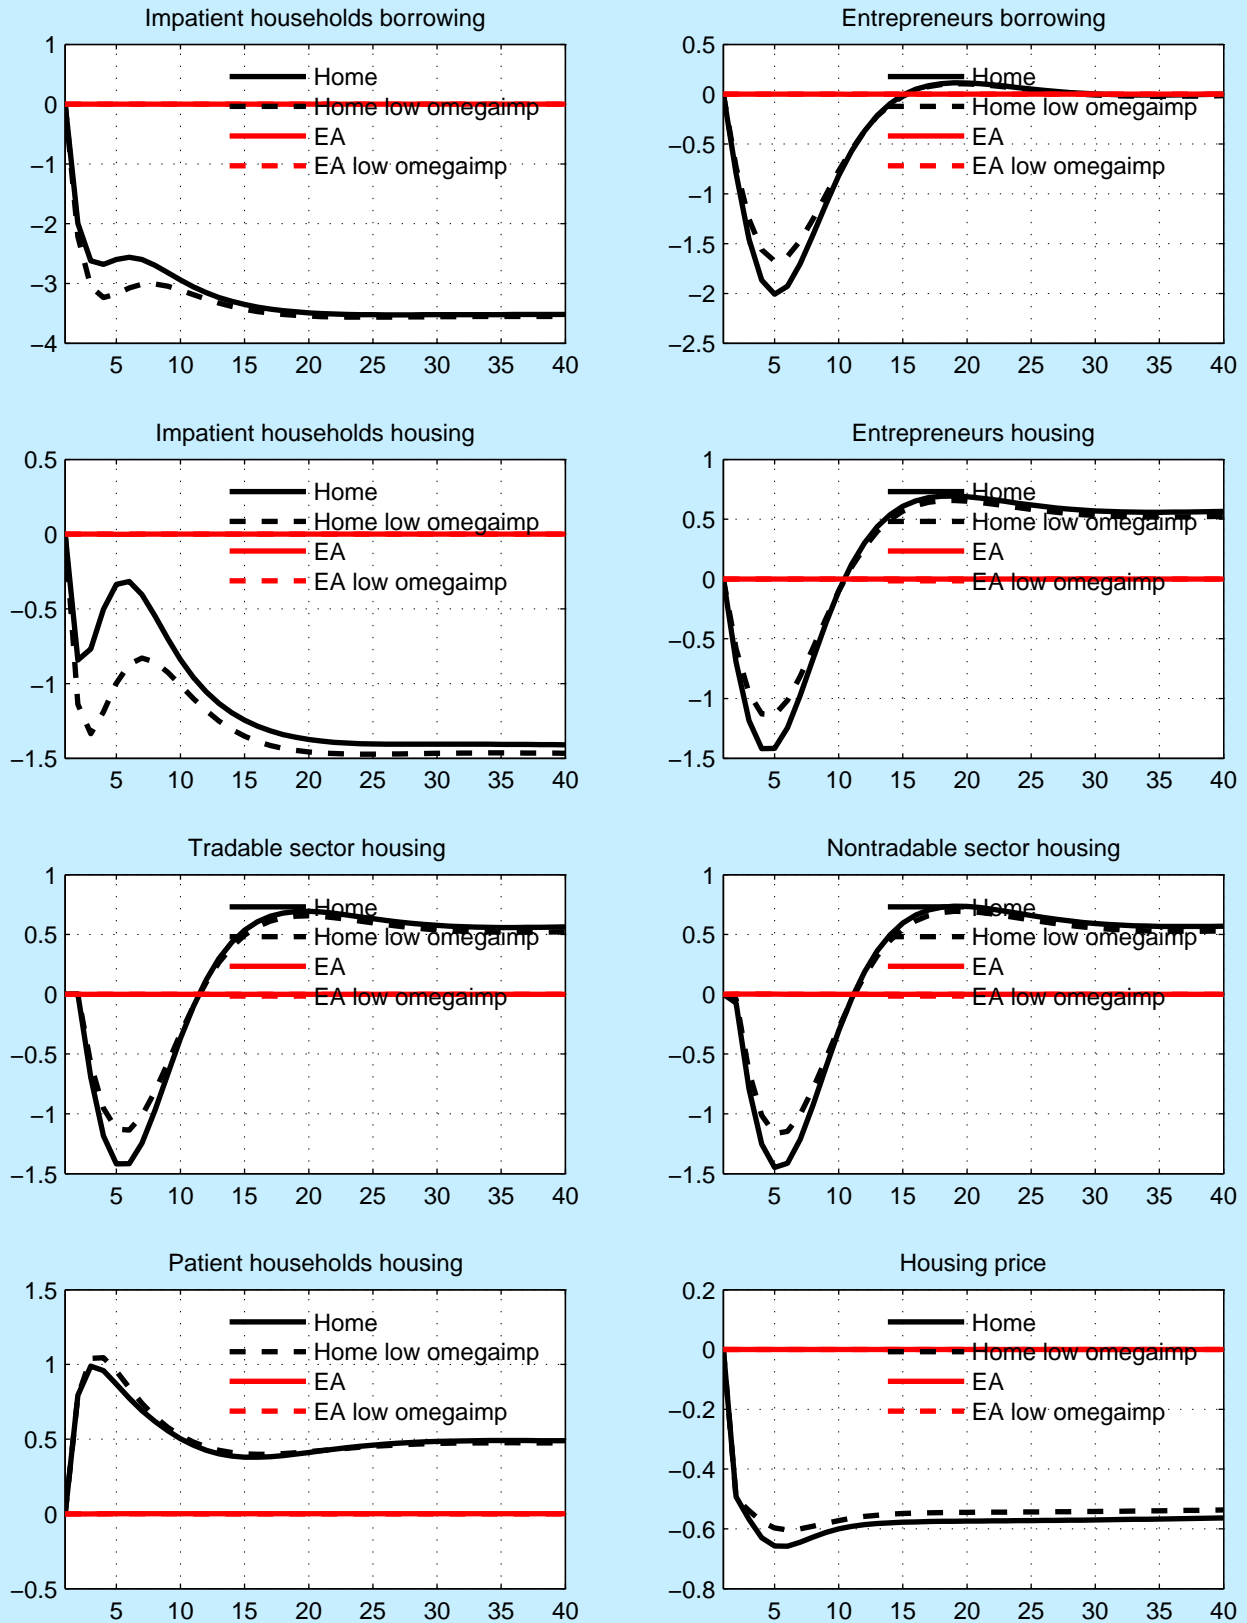 Impatient households borrowing
1
0
−1
−2
−3
−4
5 10 15 20 25 30 35 40
Home
Home low omegaimp
EA
EA low omegaimp
Entrepreneurs borrowing
0.5
0
−0.5
−1
−1.5
−2
−2.5
5 10 15 20 25 30 35 40
Home
Home low omegaimp
EA
EA low omegaimp
Impatient households housing
0.5
0
−0.5
−1
−1.5
5 10 15 20 25 30 35 40
Home
Home low omegaimp
EA
EA low omegaimp
Entrepreneurs housing
1
0.5
0
−0.5
−1
−1.5
5 10 15 20 25 30 35 40
Home
Home low omegaimp
EA
EA low omegaimp
Tradable sector housing
1
0.5
0
−0.5
−1
−1.5
5 10 15 20 25 30 35 40
Home
Home low omegaimp
EA
EA low omegaimp
Nontradable sector housing
1
0.5
0
−0.5
−1
−1.5
5 10 15 20 25 30 35 40
Home
Home low omegaimp
EA
EA low omegaimp
Patient households housing
1.5
1
0.5
0
−0.5
5 10 15 20 25 30 35 40
Home
Home low omegaimp
EA
EA low omegaimp
Housing price
0.2
0
−0.2
−0.4
−0.6
−0.8
5 10 15 20 25 30 35 40
Home
Home low omegaimp
EA
EA low omegaimp